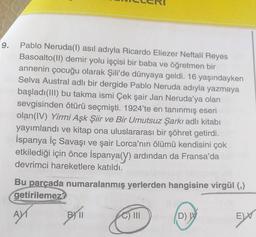 9. Pablo Neruda(I) asıl adıyla Ricardo Eliezer Neftali Reyes
Basoalto(II) demir yolu işçisi bir baba ve öğretmen bir
annenin çocuğu olarak Şili'de dünyaya geldi. 16 yaşındayken
Selva Austral adlı bir dergide Pablo Neruda adıyla yazmaya
başladı(III) bu takma ismi Çek şair Jan Neruda'ya olan
sevgisinden ötürü seçmişti. 1924'te en tanınmış eseri
olan(IV) Yirmi Aşk Şiir ve Bir Umutsuz Şarkı adlı kitabı
yayımlandı ve kitap ona uluslararası bir şöhret getirdi.
İspanya İç Savaşı ve şair Lorca'nın ölümü kendisini çok
etkilediği için önce İspanya(V) ardından da Fransa'da
devrimci hareketlere katıldı.
Bu parçada numaralanmış yerlerden hangisine virgül (,)
getirilemez?
A) I B) II C) III D) IV E) V